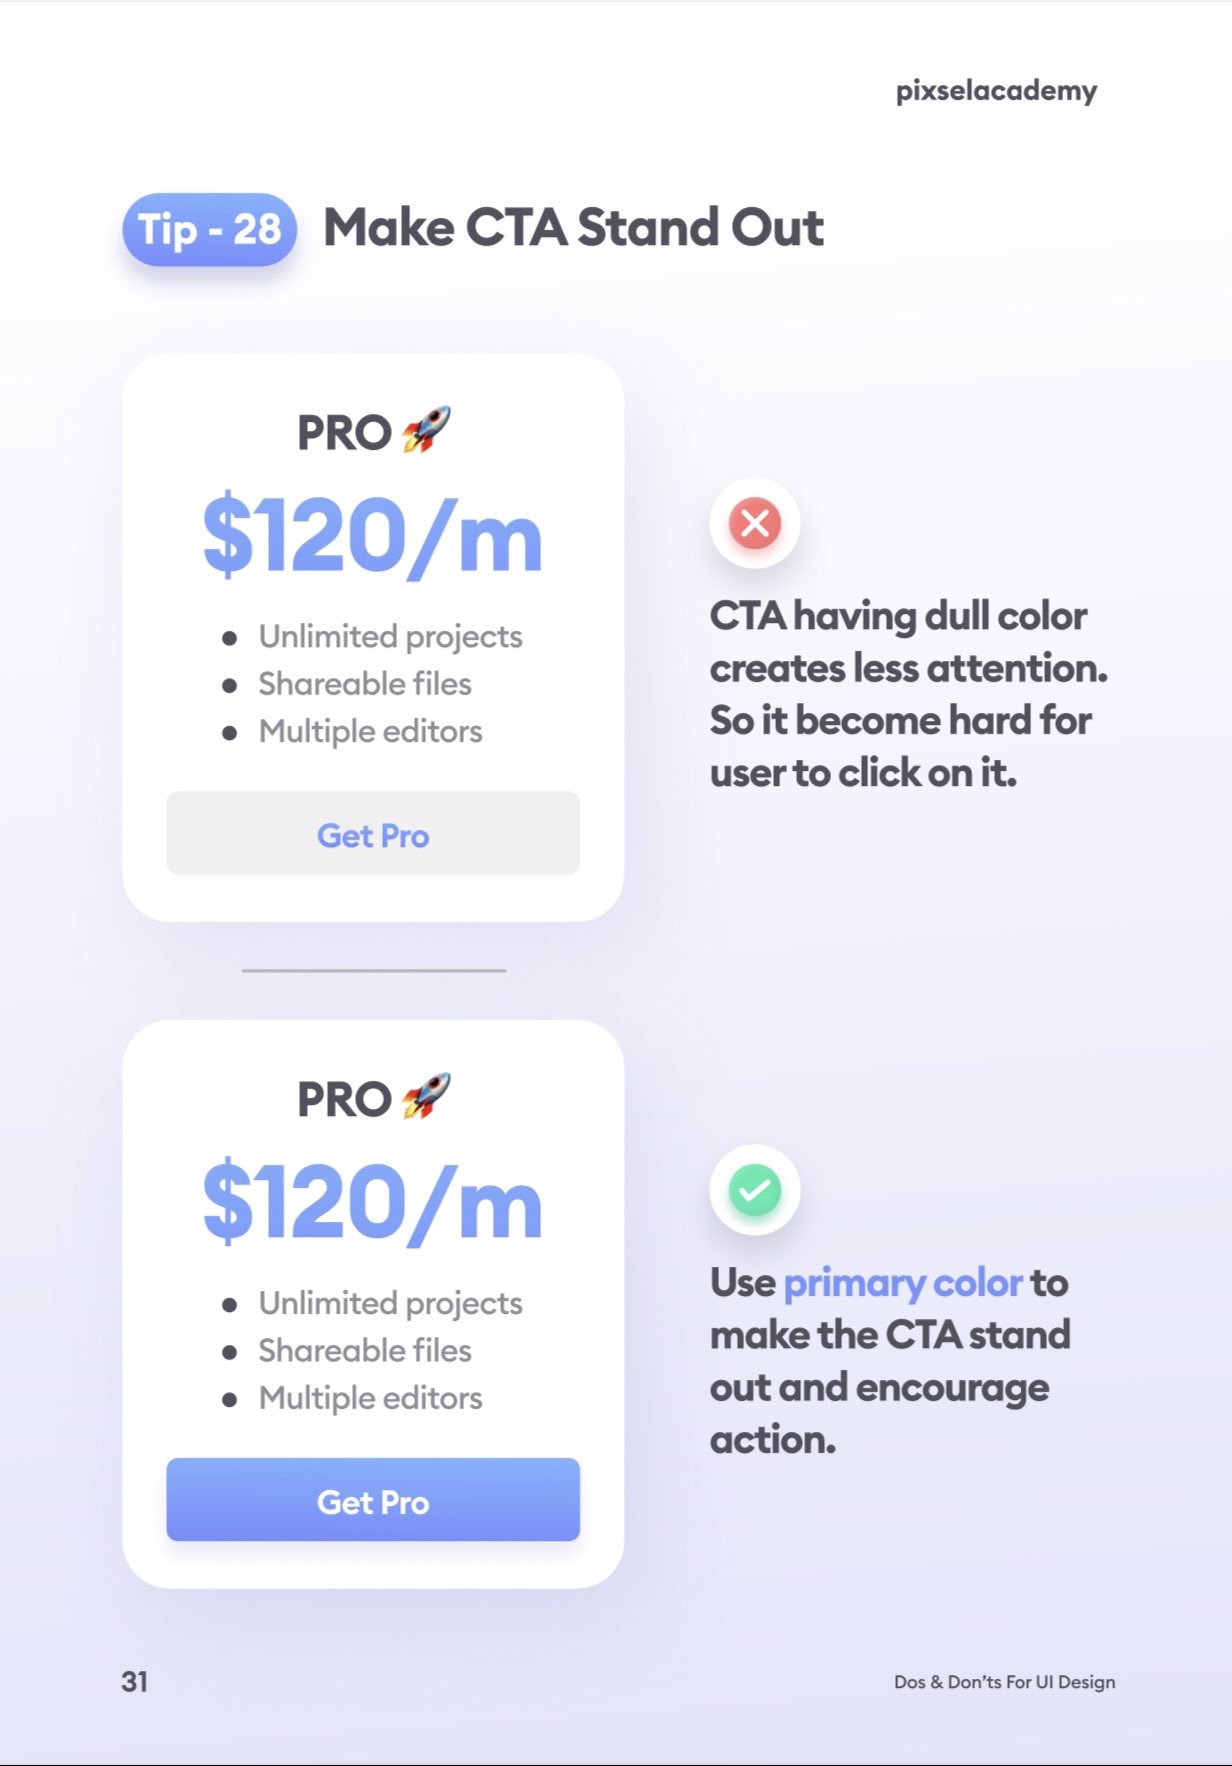 pixselacademy
Tip - 28 Make CTA Stand Out
PRO 🚀
$120/m
● Unlimited projects
● Shareable files
● Multiple editors
Get Pro
CTA having dull color
creates less attention.
So it become hard for
user to click on it.
PRO 🚀
$120/m
● Unlimited projects
● Shareable files
● Multiple editors
Get Pro
Use primary color to
make the CTA stand
out and encourage
action.
31
Dos & Don’ts For UI Design